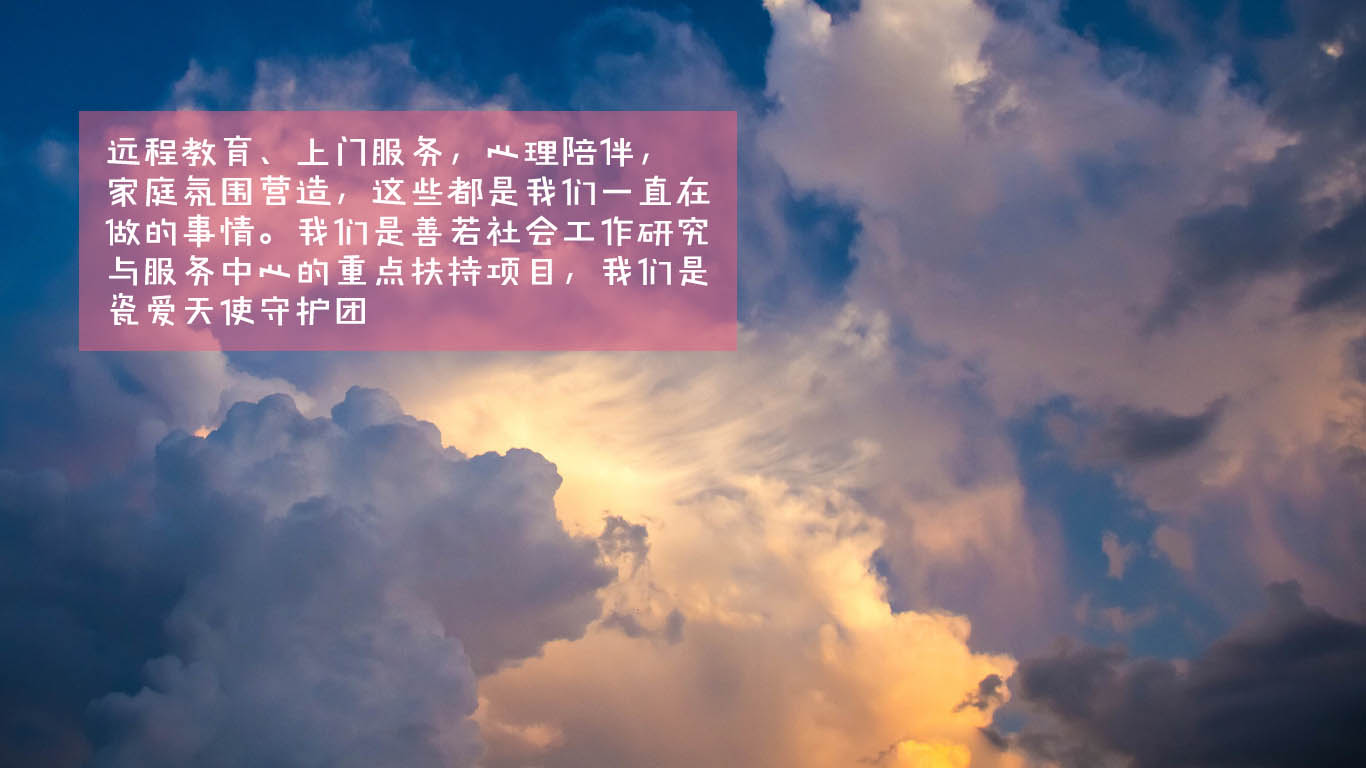 远程教育、上门服务，心理陪伴，
家庭氛围营造，这些都是我们一直在
做的事情。我们是善若社会工作研究
与服务中心的重点扶持项目，我们是
瓷爱天使守护团